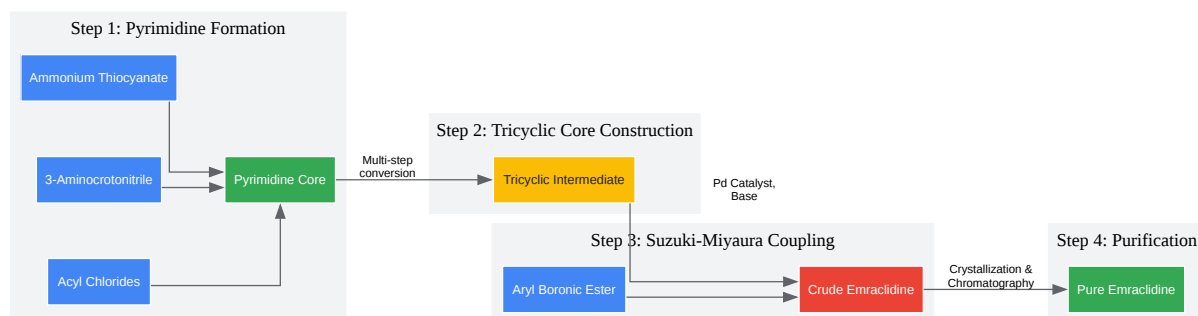 Step 1: Pyrimidine Formation
Ammonium Thiocyanate
3-Aminocrotonitrile
Pyrimidine Core
Acyl Chlorides
Multi-step
conversion
Step 2: Tricyclic Core Construction
Tricyclic Intermediate
Pd Catalyst,
Base
Step 3: Suzuki-Miyaura Coupling
Aryl Boronic Ester
Crude Emraclidine
Crystallization &
Chromatography
Step 4: Purification
Pure Emraclidine